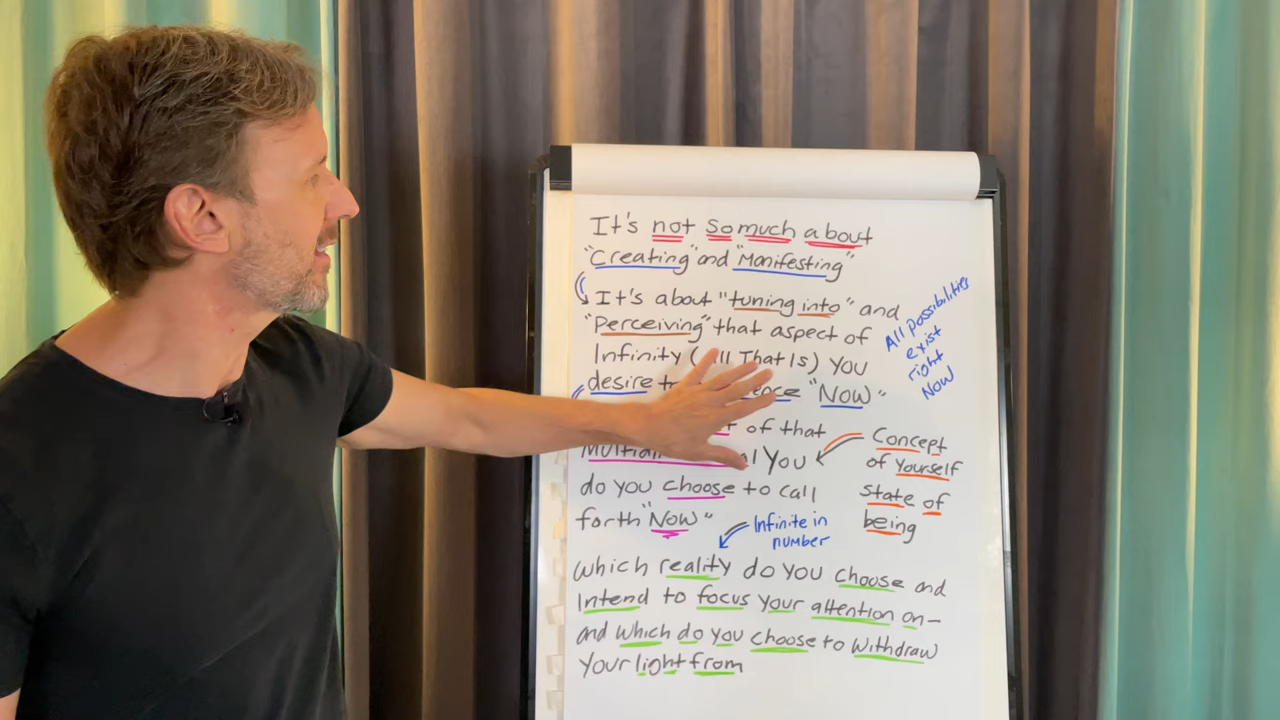 It's not so much about
"Creating" and "Manifesting"
It's about "tuning into" and
"Perceiving" that aspect of
Infinity (All That Is) You
desire "Now"
of that
You
do you choose to call
forth "Now"
which reality do you choose and
Intend to focus your attention on—
and which do you choose to withdraw
your light from
All possibilities
exist
right
Now
Concept
of Yourself
state of
being
Infinite in
number